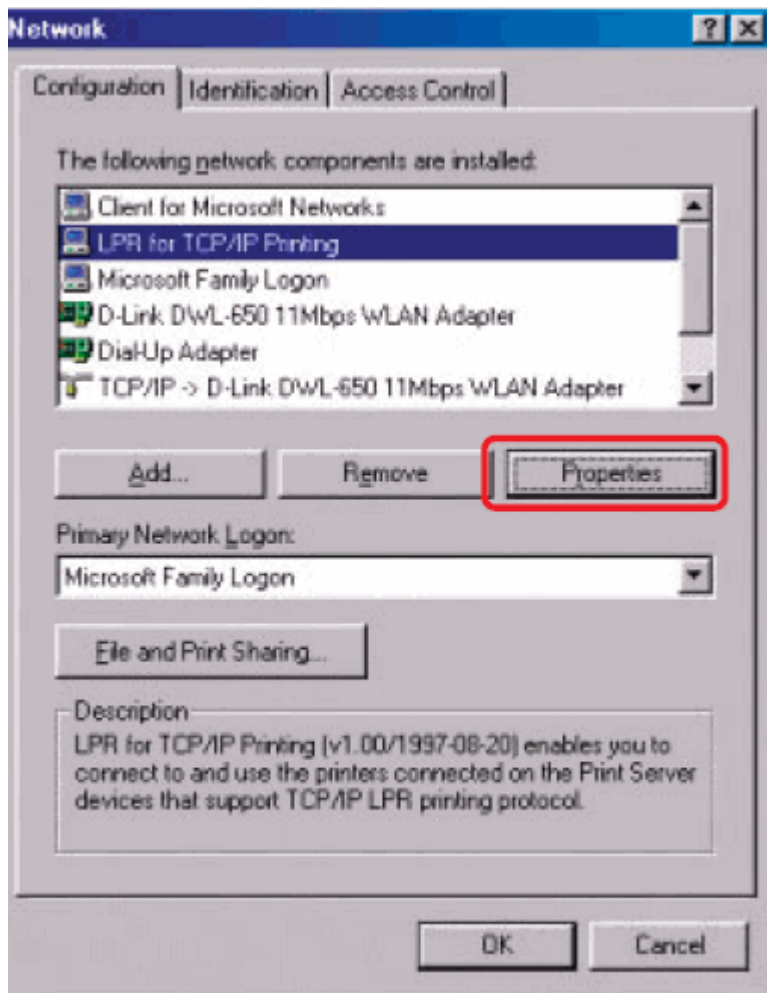 Network
Configuration Identification Access Control
The following network components are installed:
Client for Microsoft Networks
LPR for TCP/IP Printing
Microsoft Family Logon
D-Link DWL-650 11Mbps WLAN Adapter
Dial-Up Adapter
TCP/IP -> D-Link DWL-650 11Mbps WLAN Adapter
Add... Remove Properties
Primary Network Logon:
Microsoft Family Logon
File and Print Sharing...
Description
LPR for TCP/IP Printing (v1.00/1997-08-20) enables you to
connect to and use the printers connected on the Print Server
devices that support TCP/IP LPR printing protocol.
OK Cancel